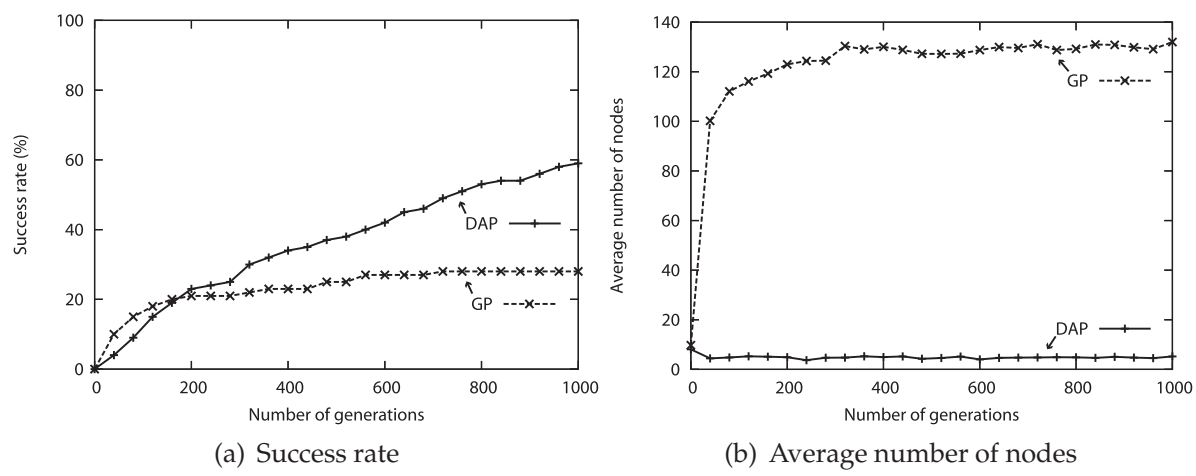 100
80
60
40
20
0
0 200 400 600 800 1000
Success rate (%)
Number of generations
DAP
GP
(a) Success rate
140
120
100
80
60
40
20
0
0 200 400 600 800 1000
Average number of nodes
Number of generations
GP
DAP
(b) Average number of nodes